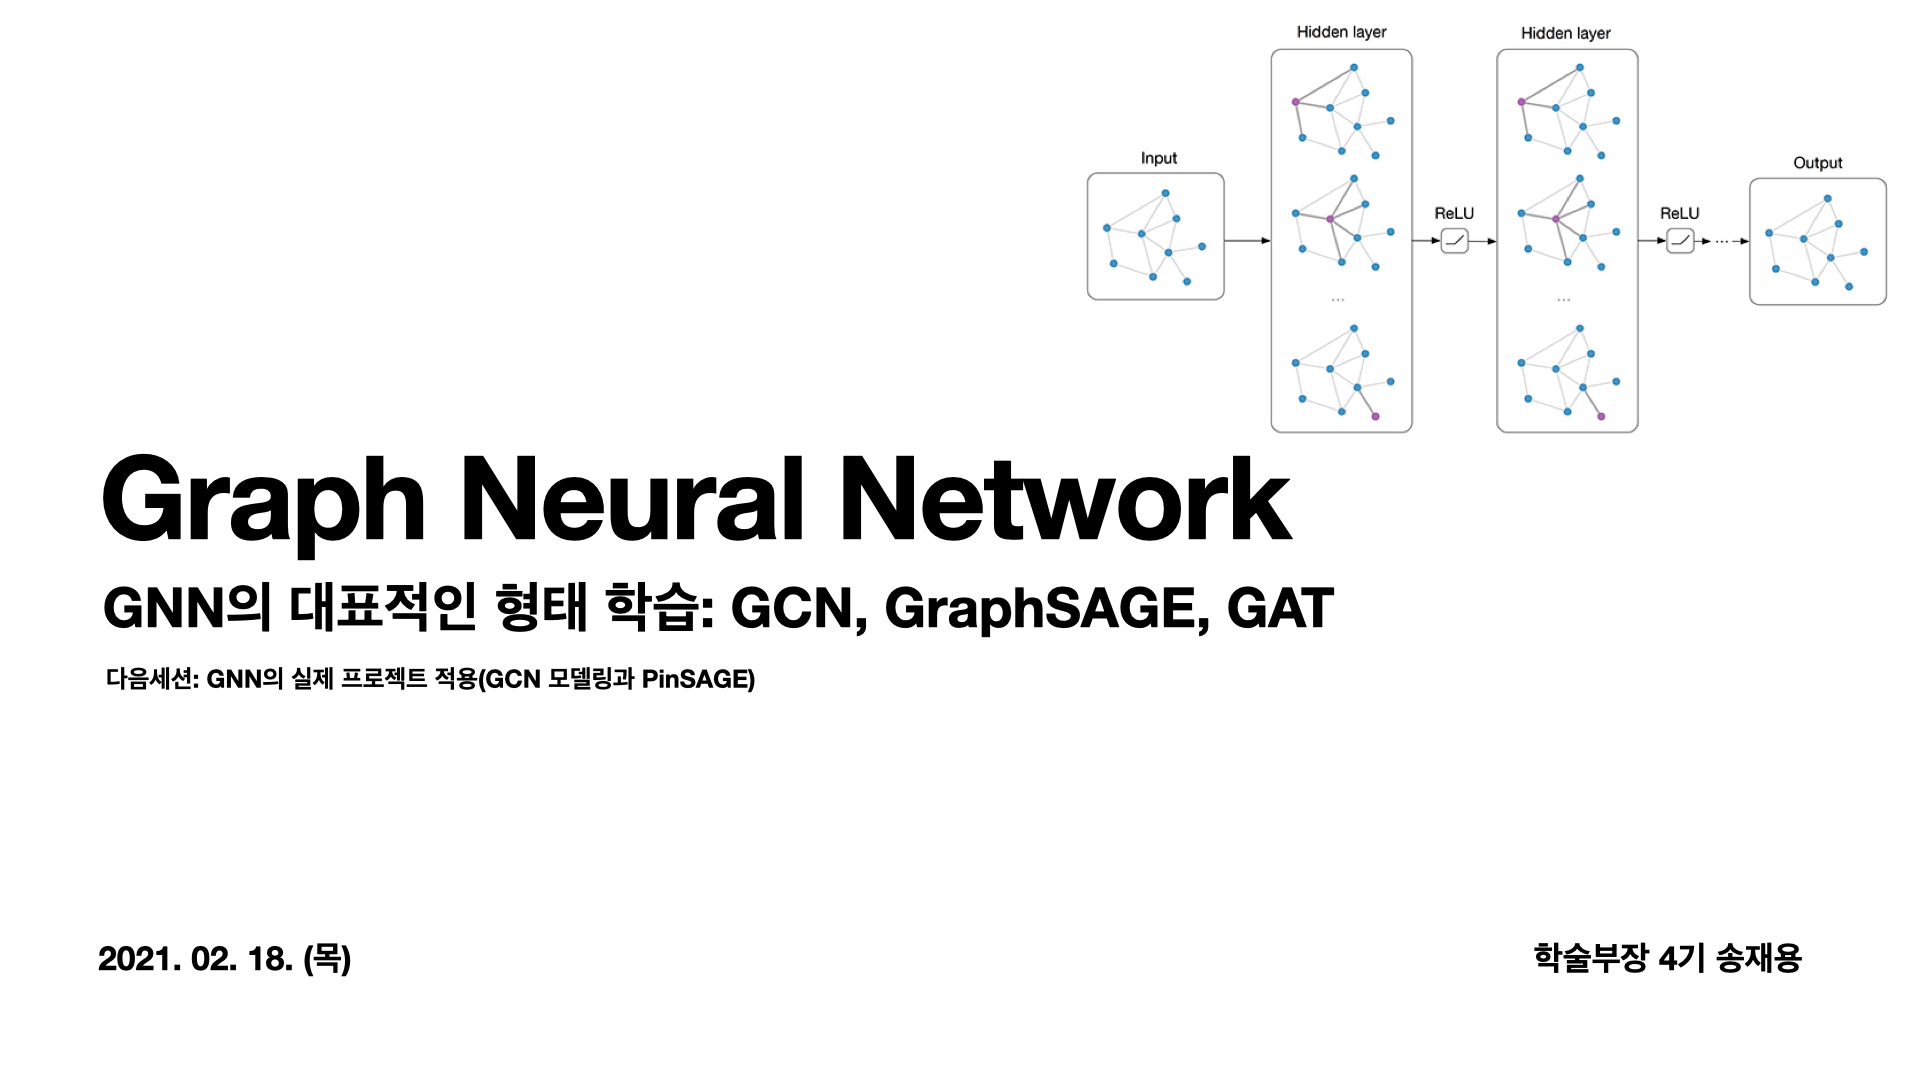 Hidden layer
Hidden layer
Input
Output
ReLU
ReLU
...
...
...
Graph Neural Network
GNN의 대표적인 형태 학습: GCN, GraphSAGE, GAT
다음세션: GNN의 실제 프로젝트 적용(GCN 모델링과 PinSAGE)
2021. 02. 18. (목)
학술부장 4기 송재용